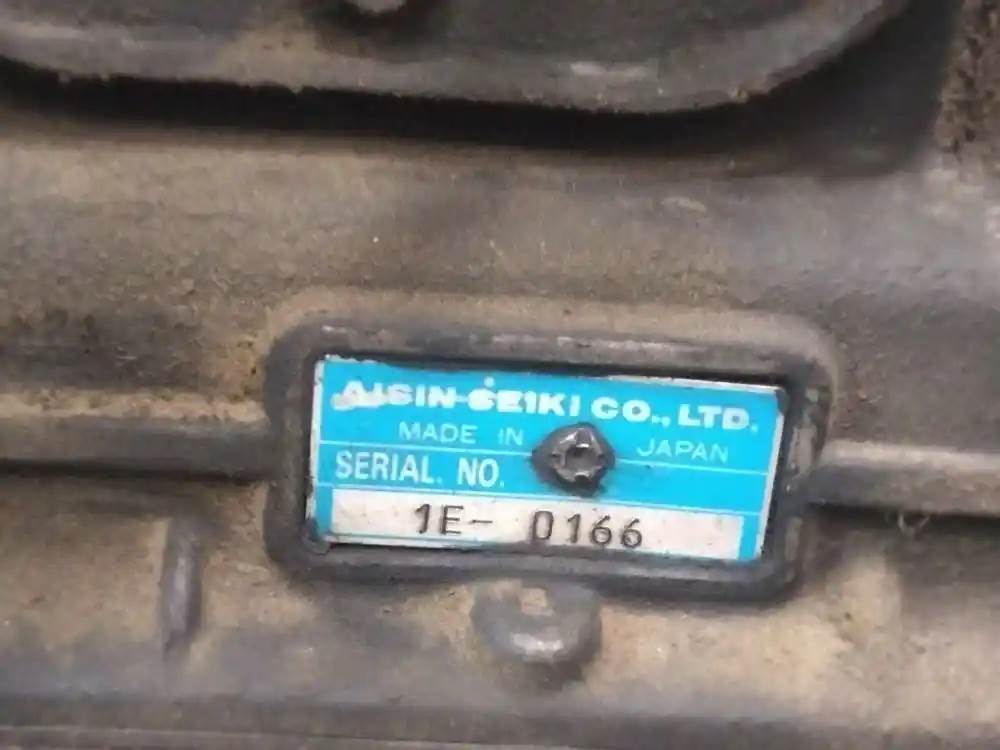 AISIN SEIKI CO., LTD.
MADE IN JAPAN
SERIAL. NO.
1E- 0166